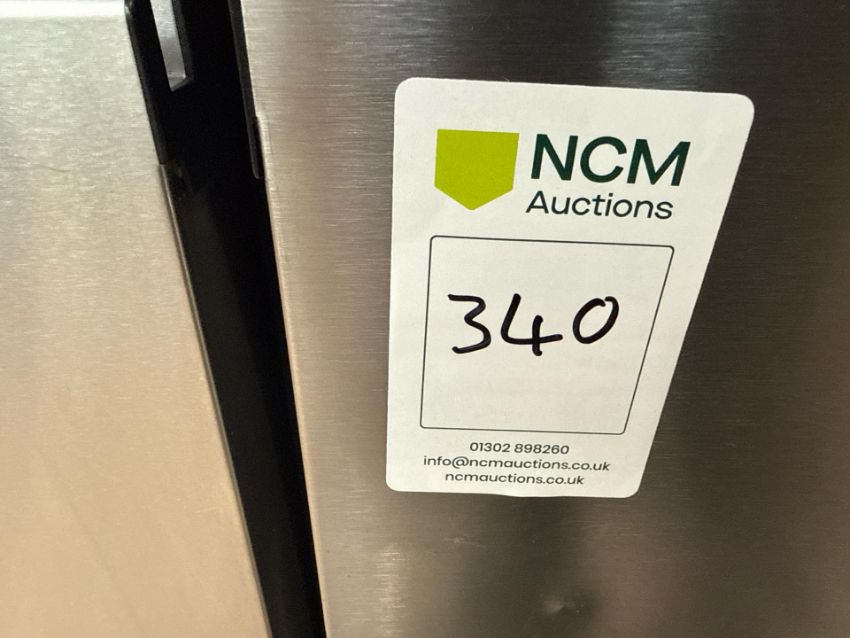 NCM
Auctions
340
01302 898260
info@ncmauctions.co.uk
ncmauctions.co.uk